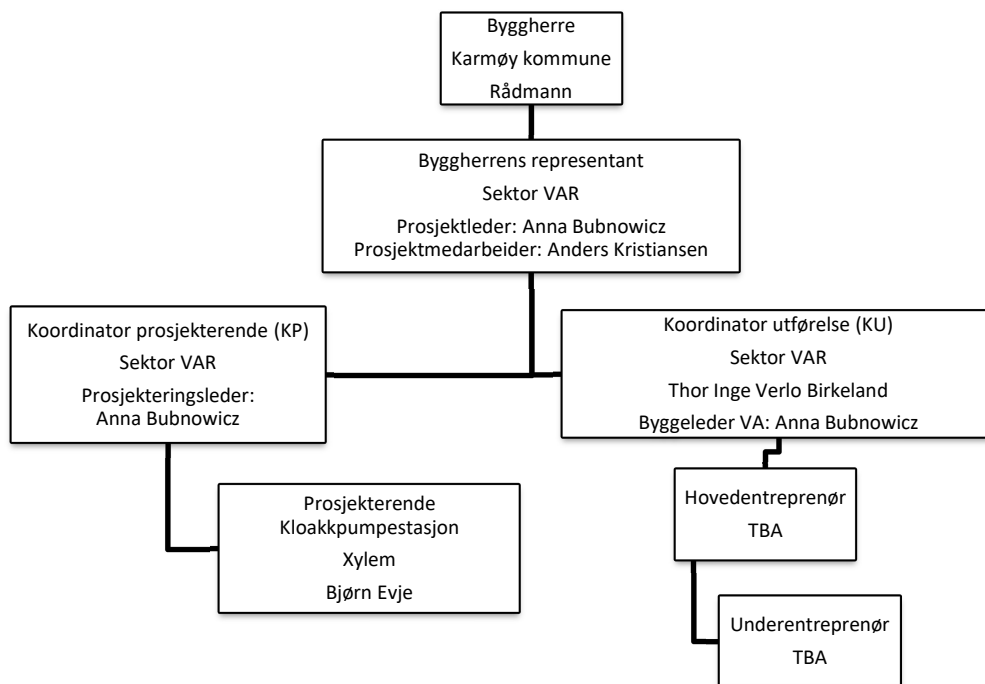 Byggherre
Karmøy kommune
Rådmann
Byggherrens representant
Sektor VAR
Prosjektleder: Anna Bubnowicz
Prosjektmedarbeider: Anders Kristiansen
Koordinator prosjekterende (KP)
Sektor VAR
Prosjekteringsleder:
Anna Bubnowicz
Koordinator utførelse (KU)
Sektor VAR
Thor Inge Verlo Birkeland
Byggeleder VA: Anna Bubnowicz
Prosjekterende
Kloakkpumpestasjon
Xylem
Bjørn Evje
Hovedentreprenør
TBA
Underentreprenør
TBA